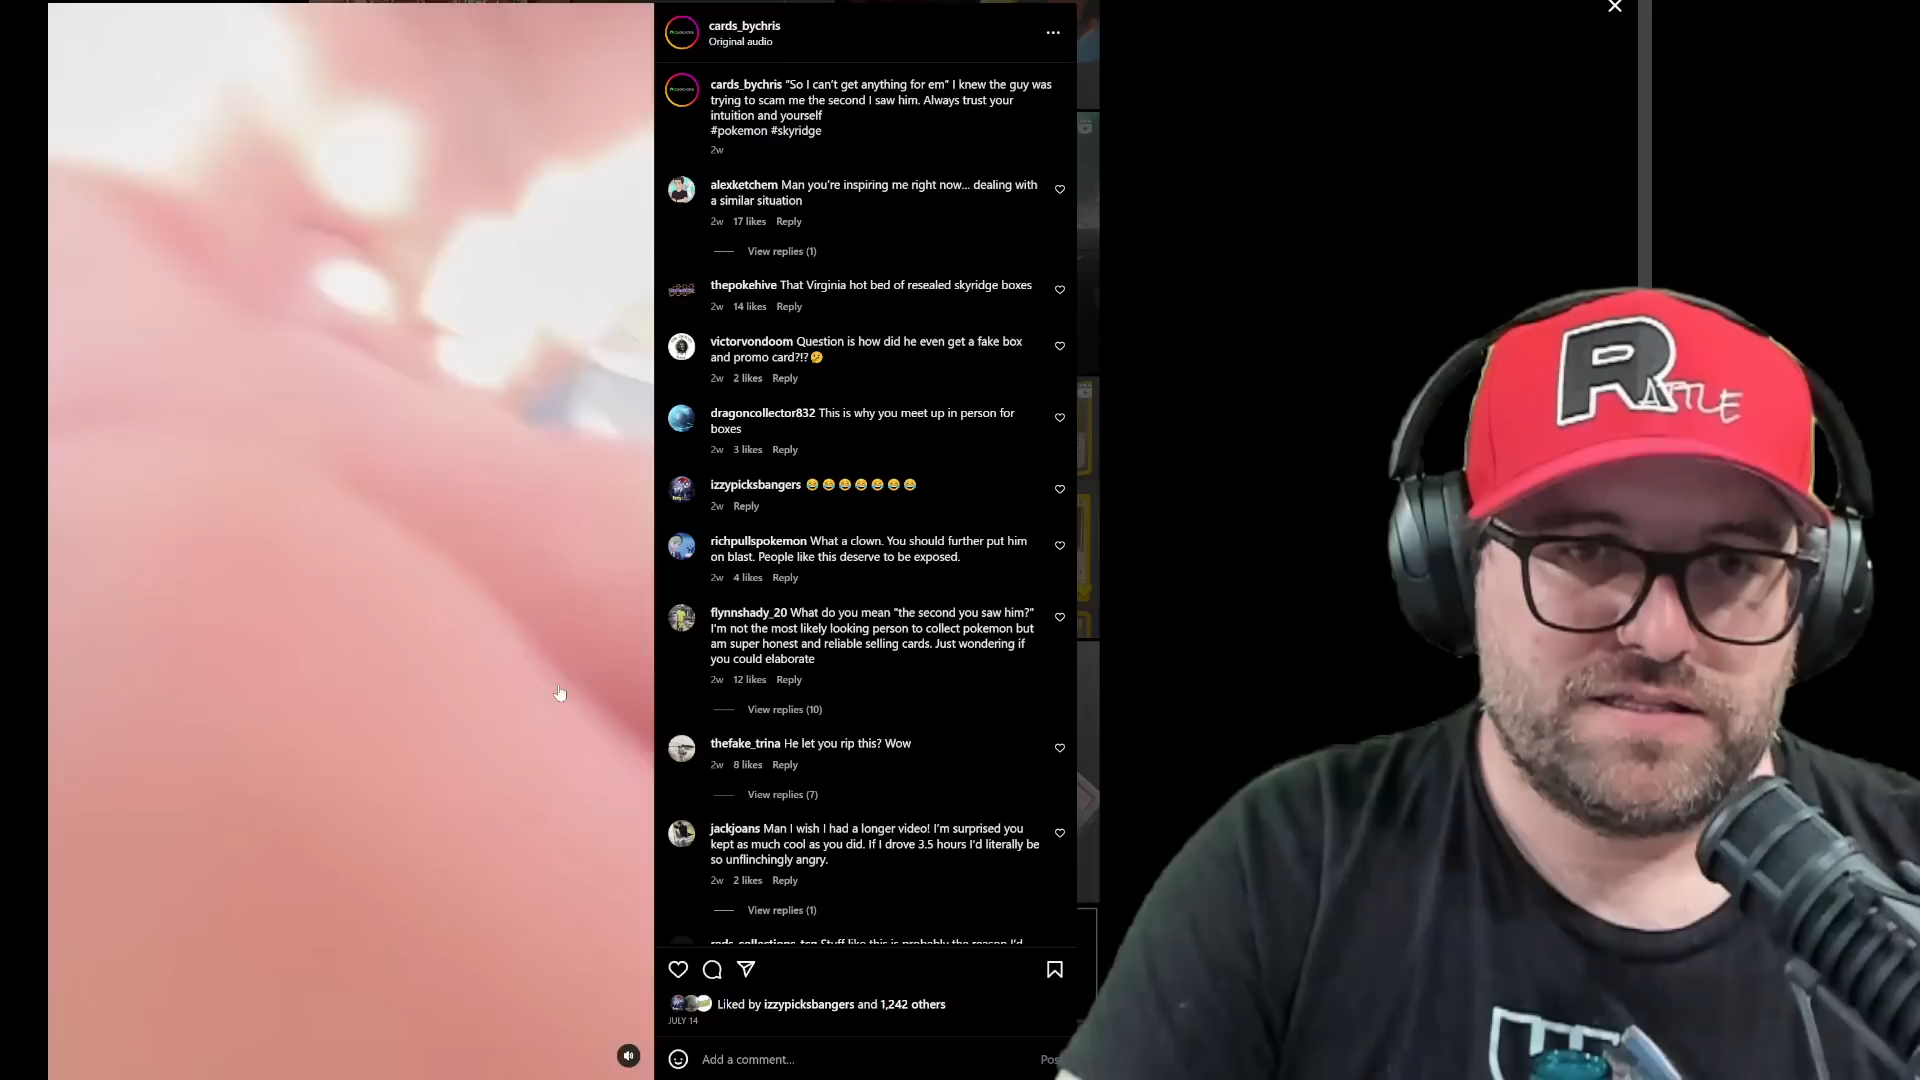 cards_bychris
Original audio
cards_bychris "So I can't get anything for em" I knew the guy was
trying to scam me the second I saw him. Always trust your
intuition and yourself
#pokemon #skyridge
2w
alexketchem Man you're inspiring me right now... dealing with
a similar situation
2w 17 likes Reply
View replies (1)
thepokehive That Virginia hot bed of resealed skyridge boxes
2w 14 likes Reply
victorvondoom Question is how did he even get a fake box
and promo card?!?🤔
2w 2 likes Reply
dragoncollector832 This is why you meet up in person for
boxes
2w 3 likes Reply
izzypicksbangers 😂😂😂😂😂😂😂
2w Reply
richpullspokemon What a clown. You should further put him
on blast. People like this deserve to be exposed.
2w 4 likes Reply
flynnshady_20 What do you mean "the second you saw him?"
I'm not the most likely looking person to collect pokemon but
am super honest and reliable selling cards. Just wondering if
you could elaborate
2w 12 likes Reply
View replies (10)
thefake_trina He let you rip this? Wow
2w 8 likes Reply
View replies (7)
jackjoans Man I wish I had a longer video! I'm surprised you
kept as much cool as you did. If I drove 3.5 hours I'd literally be
so unflinchingly angry.
2w 2 likes Reply
View replies (1)
Stuff like this is probably the reason I'd
Liked by izzypicksbangers and 1,242 others
JULY 14
Add a comment...
Pos
RATTLE